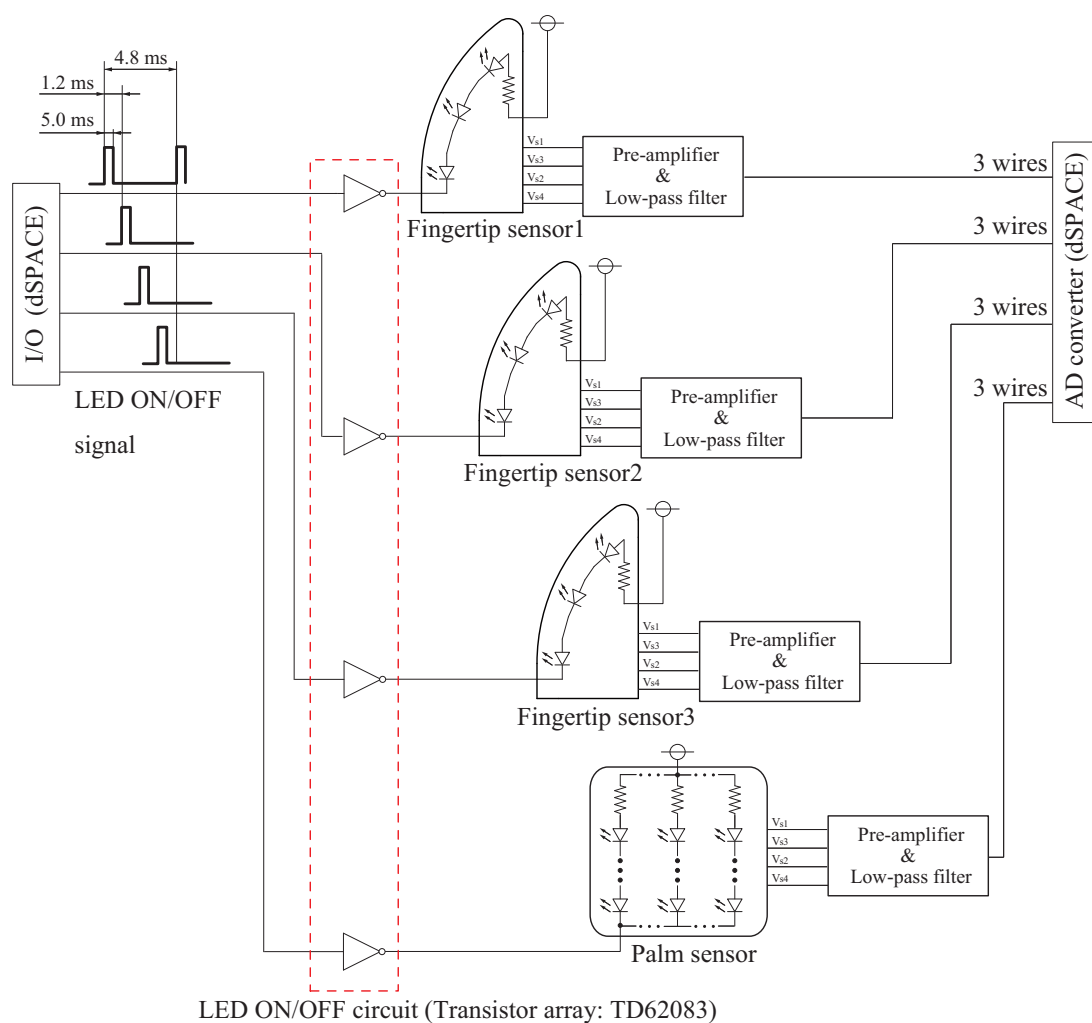 4.8 ms
1.2 ms
5.0 ms
I/O (dSPACE)
LED ON/OFF
signal
Vs1
Vs3
Vs2
Vs4
Pre-amplifier
&
Low-pass filter
Fingertip sensor1
3 wires
AD converter (dSPACE)
Vs1
Vs3
Vs2
Vs4
Pre-amplifier
&
Low-pass filter
Fingertip sensor2
3 wires
Vs1
Vs3
Vs2
Vs4
Pre-amplifier
&
Low-pass filter
Fingertip sensor3
3 wires
Vs1
Vs3
Vs2
Vs4
Pre-amplifier
&
Low-pass filter
Palm sensor
3 wires
LED ON/OFF circuit (Transistor array: TD62083)